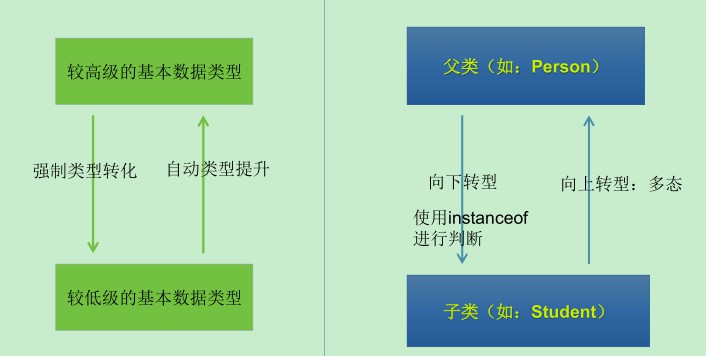 较高级的基本数据类型
强制类型转化
自动类型提升
较低级的基本数据类型
父类（如：Person）
向下转型
使用instanceof
进行判断
向上转型：多态
子类（如：Student）